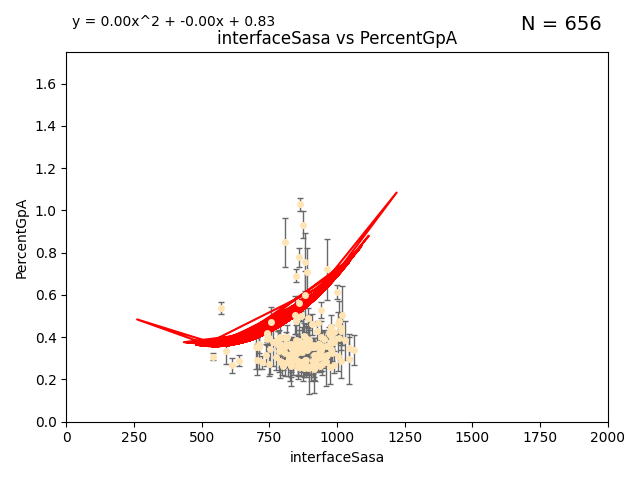 y = 0.00x^2 + -0.00x + 0.83
N = 656
interfaceSasa vs PercentGpA
PercentGpA
1.6
1.4
1.2
1.0
0.8
0.6
0.4
0.2
0.0
0 250 500 750 1000 1250 1500 1750 2000
interfaceSasa